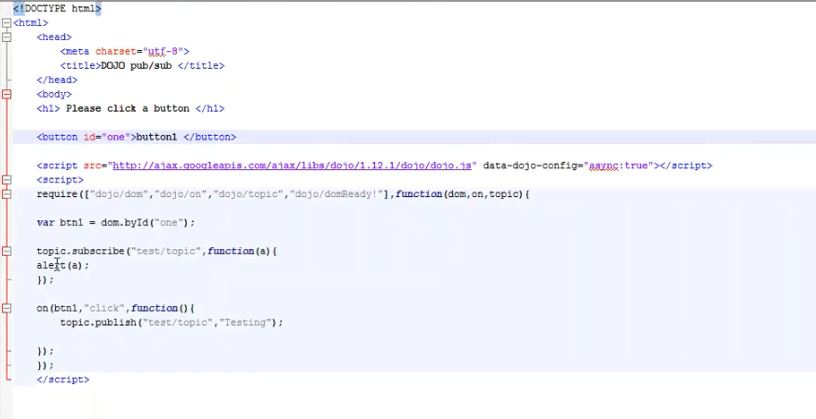 <!DOCTYPE html>
<html>
<head>
<meta charset="utf-8">
<title>DOJO pub/sub </title>
</head>
<body>
<h1> Please click a button </h1>
<button id="one">button1 </button>
<script src="http://ajax.googleapis.com/ajax/libs/dojo/1.12.1/dojo/dojo.js" data-dojo-config="async:true"></script>
<script>
require(["dojo/dom","dojo/on","dojo/topic","dojo/domReady!"],function(dom,on,topic){
var btn1 = dom.byId("one");
topic.subscribe("test/topic",function(a){
alert(a);
});
on(btn1,"click",function(){
topic.publish("test/topic","Testing");
});
});
</script>